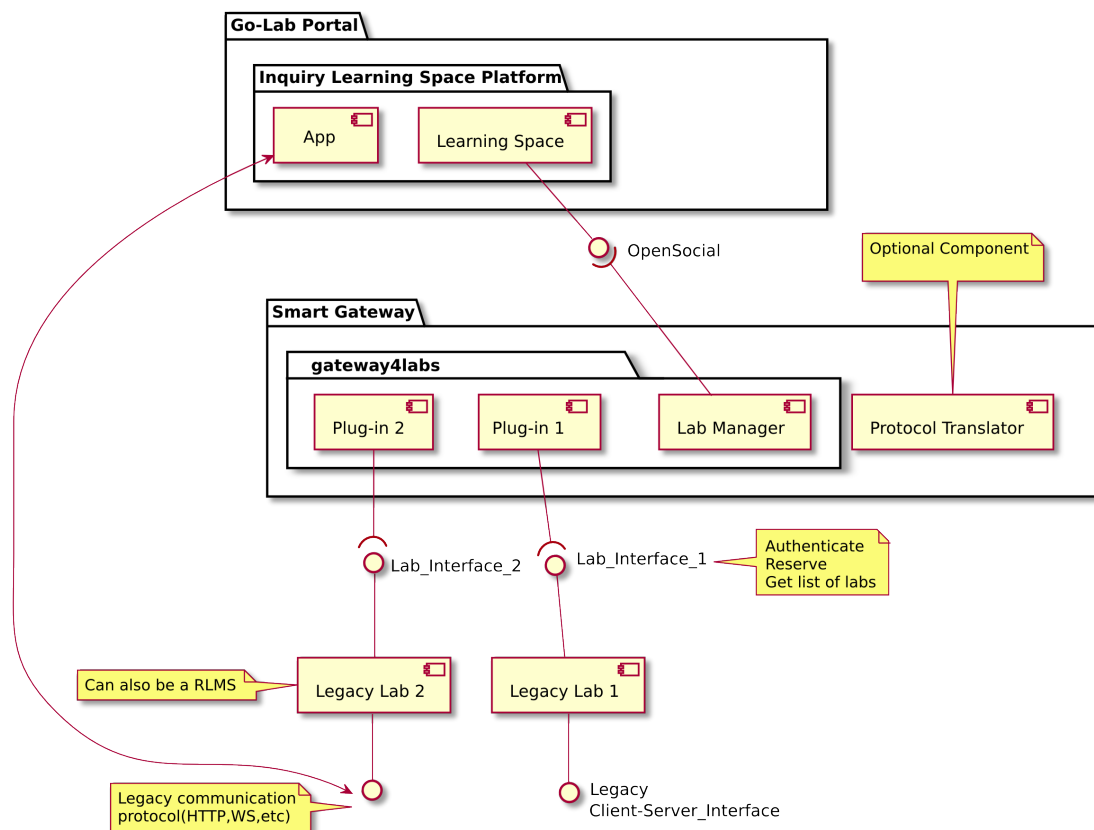 Go-Lab Portal
Inquiry Learning Space Platform
App
Learning Space
OpenSocial
Optional Component
Smart Gateway
gateway4labs
Plug-in 2
Plug-in 1
Lab Manager
Protocol Translator
Lab_Interface_2
Lab_Interface_1
Authenticate
Reserve
Get list of labs
Can also be a RLMS
Legacy Lab 2
Legacy Lab 1
Legacy communication
protocol(HTTP,WS,etc)
Legacy
Client-Server_Interface